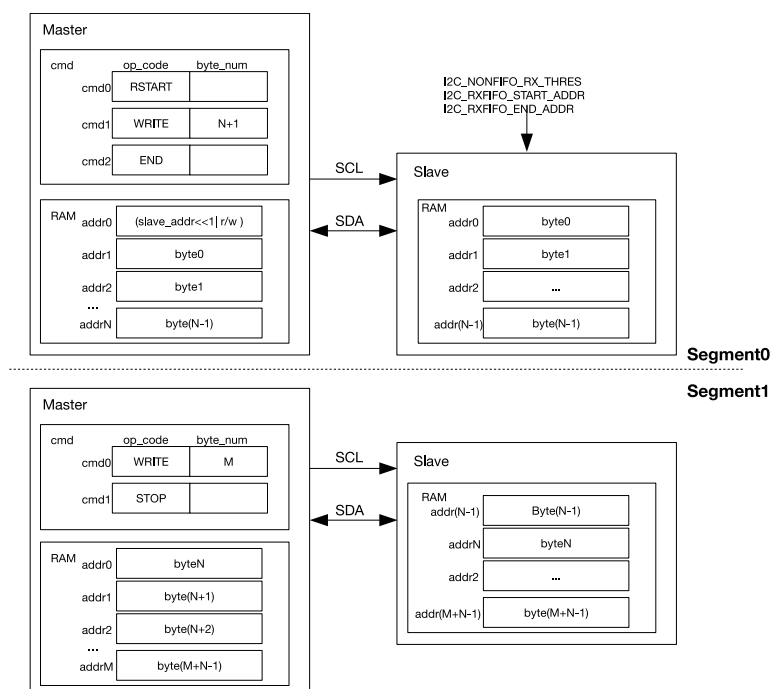 Master
cmd op_code byte_num
cmd0 RSTART
cmd1 WRITE N+1
cmd2 END
RAM
addr0 (slave_addr<<1| r/w )
addr1 byte0
addr2 byte1
...
addrN byte(N-1)
SCL
SDA
I2C_NONFIFO_RX_THRES
I2C_RXFIFO_START_ADDR
I2C_RXFIFO_END_ADDR
Slave
RAM
addr0 byte0
addr1 byte1
addr2 ...
addr(N-1) byte(N-1)
Segment0
Segment1
Master
cmd op_code byte_num
cmd0 WRITE M
cmd1 STOP
RAM
addr0 byteN
addr1 byte(N+1)
addr2 byte(N+2)
...
addrM byte(M+N-1)
SCL
SDA
Slave
RAM
addr(N-1) Byte(N-1)
addrN byteN
addr2 ...
addr(M+N-1) byte(M+N-1)